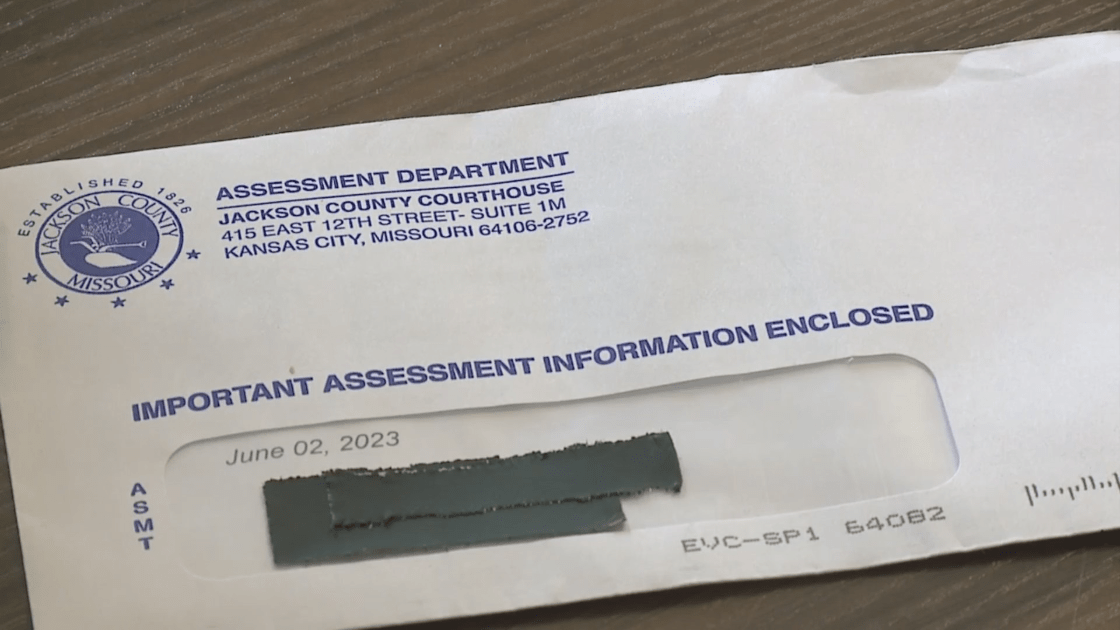 ESTABLISHED 1826
JACKSON COUNTY
MISSOURI
ASSESSMENT DEPARTMENT
JACKSON COUNTY COURTHOUSE
415 EAST 12TH STREET- SUITE 1M
KANSAS CITY, MISSOURI 64106-2752
IMPORTANT ASSESSMENT INFORMATION ENCLOSED
June 02, 2023
ASMT
EVC-SP1 64082